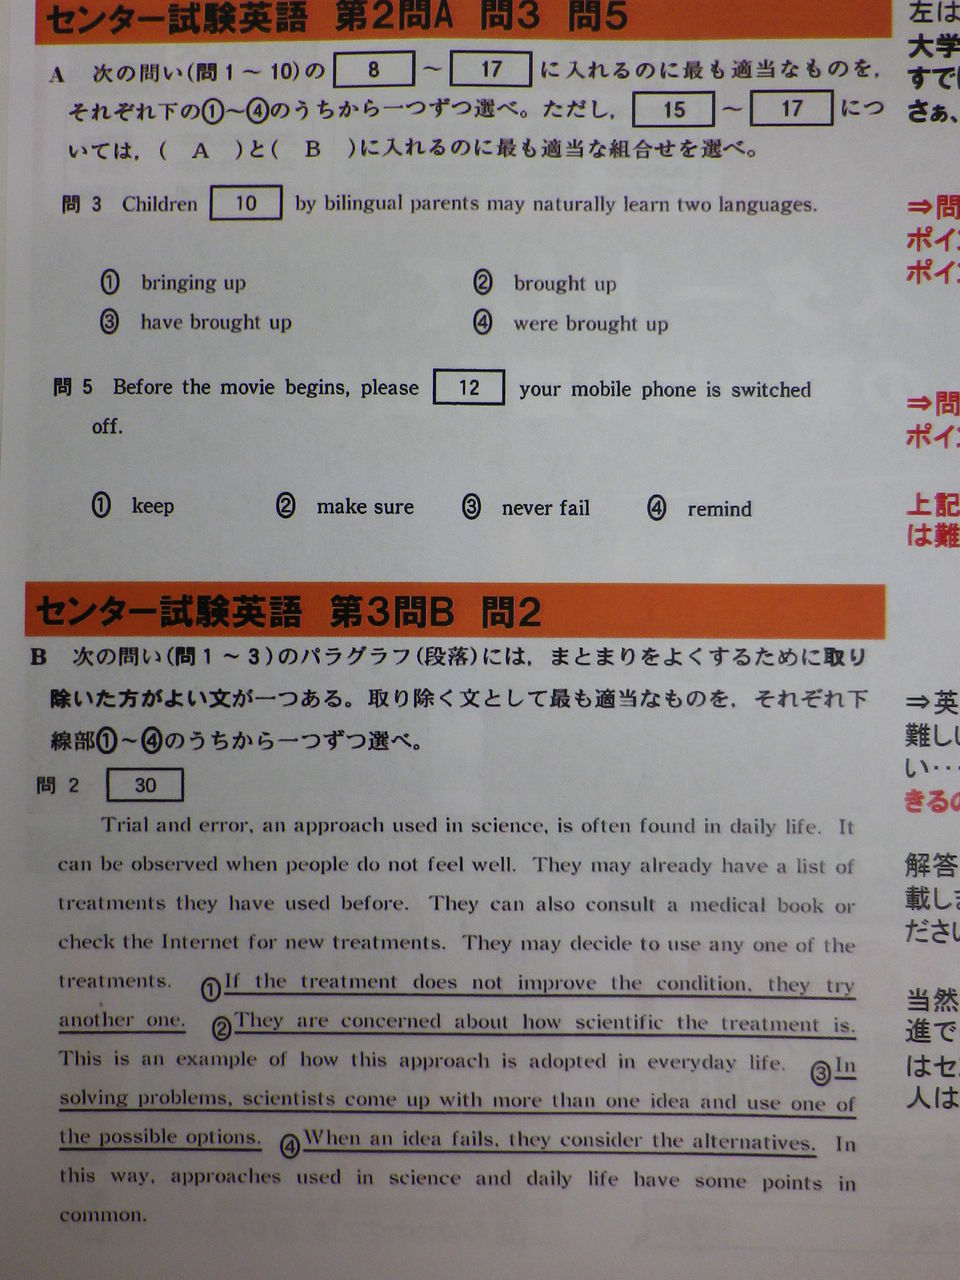 センター試験英語 第2問A 問3 問5
A 次の問い(問1～10)の 8 ～ 17 に入れるのに最も適当なものを,
それぞれ下の①～④のうちから一つずつ選べ。ただし, 15 ～ 17 につ
いては,( A )と( B )に入れるのに最も適当な組合せを選べ。
問3 Children 10 by bilingual parents may naturally learn two languages.
① bringing up ② brought up
③ have brought up ④ were brought up
問5 Before the movie begins, please 12 your mobile phone is switched
off.
① keep ② make sure ③ never fail ④ remind
センター試験英語 第3問B 問2
B 次の問い(問1～3)のパラグラフ(段落)には, まとまりをよくするために取り
除いた方がよい文が一つある。取り除く文として最も適当なものを, それぞれ下
線部①～④のうちから一つずつ選べ。
問2 30
Trial and error, an approach used in science, is often found in daily life. It
can be observed when people do not feel well. They may already have a list of
treatments they have used before. They can also consult a medical book or
check the Internet for new treatments. They may decide to use any one of the
treatments. ①If the treatment does not improve the condition, they try
another one. ②They are concerned about how scientific the treatment is.
This is an example of how this approach is adopted in everyday life. ③In
solving problems, scientists come up with more than one idea and use one of
the possible options. ④When an idea fails, they consider the alternatives. In
this way, approaches used in science and daily life have some points in
common.
左は
大学
すで
さぁ、
⇒問
ポイ
ポイ
⇒問
ポイ
上記
は難
⇒英
難し
い…
きるの
解答
載し
ださい
当然
進で
はセ
人は